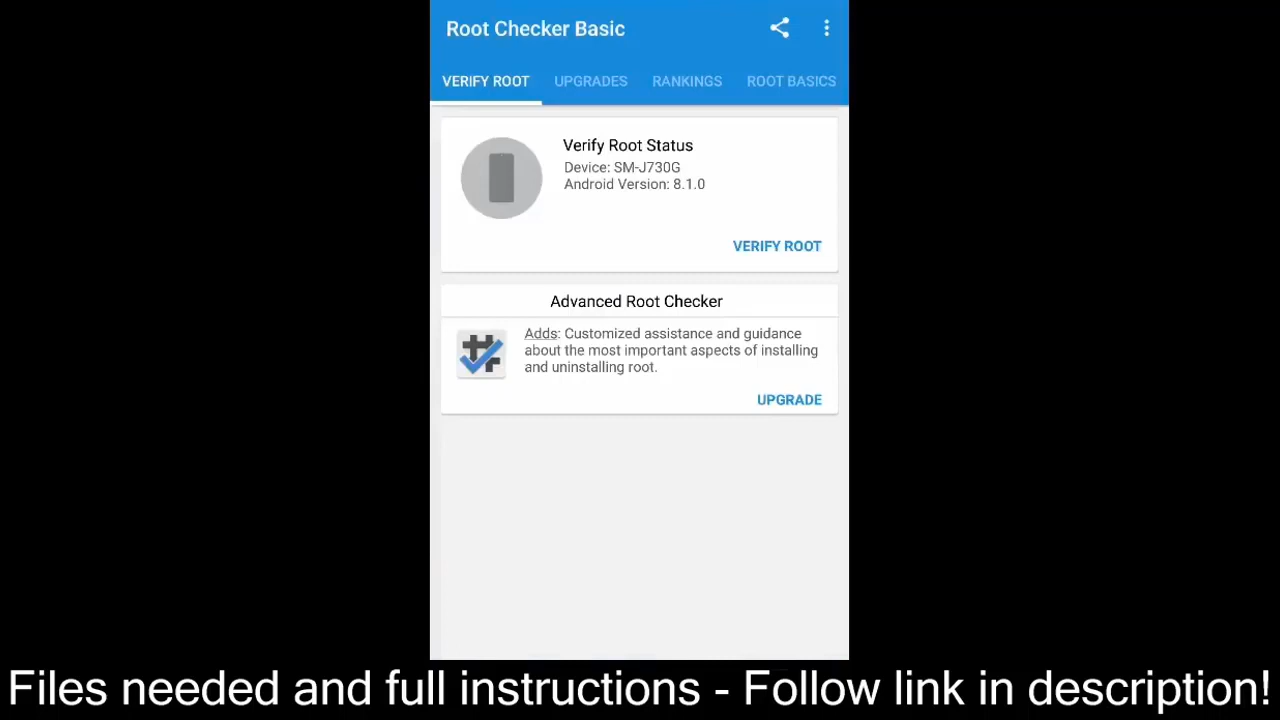 Root Checker Basic
VERIFY ROOT UPGRADES RANKINGS ROOT BASICS
Verify Root Status
Device: SM-J730G
Android Version: 8.1.0
VERIFY ROOT
Advanced Root Checker
Adds: Customized assistance and guidance
about the most important aspects of installing
and uninstalling root.
UPGRADE
Files needed and full instructions - Follow link in description!